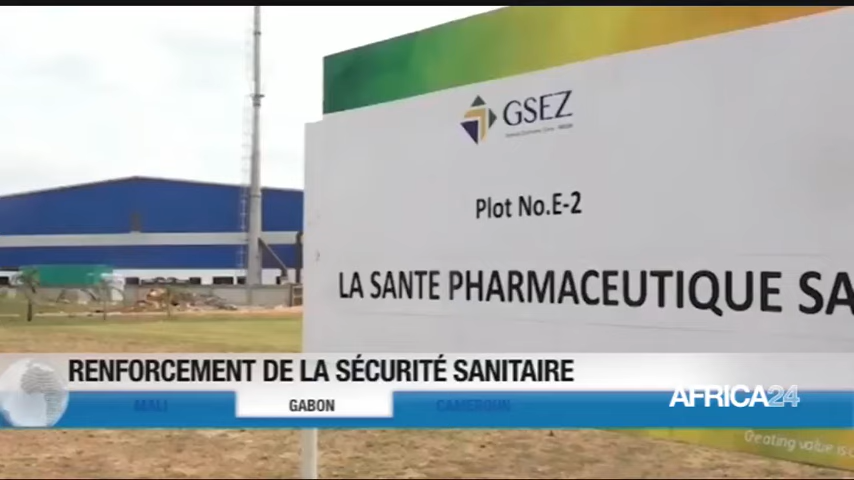 GSEZ
Plot No.E-2
LA SANTE PHARMACEUTIQUE SA
RENFORCEMENT DE LA SÉCURITÉ SANITAIRE
MALI
GABON
CAMEROUN
AFRICA24
Creating value is